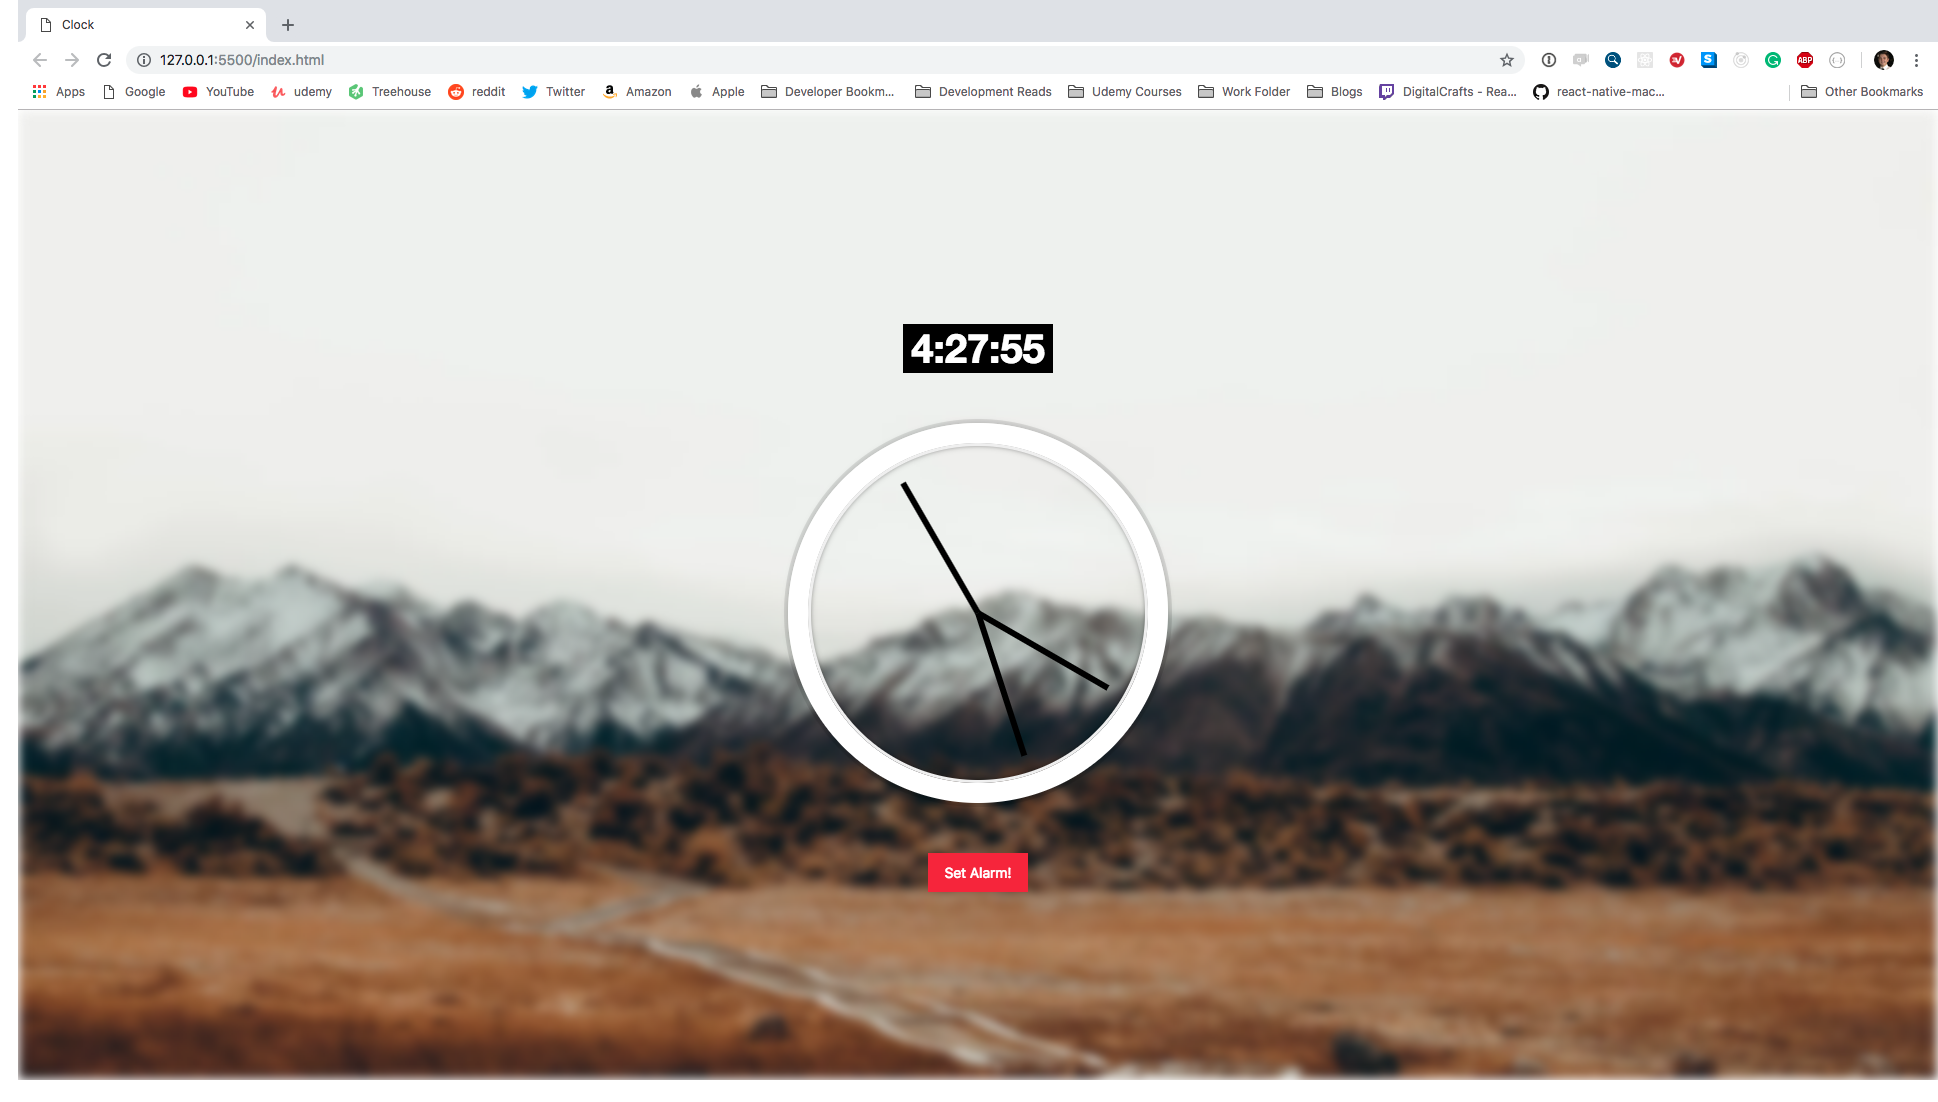 Clock
127.0.0.1:5500/index.html
Apps Google YouTube udemy Treehouse reddit Twitter Amazon Apple Developer Bookm... Development Reads Udemy Courses Work Folder Blogs DigitalCrafts - Rea... react-native-mac... Other Bookmarks
4:27:55
Set Alarm!